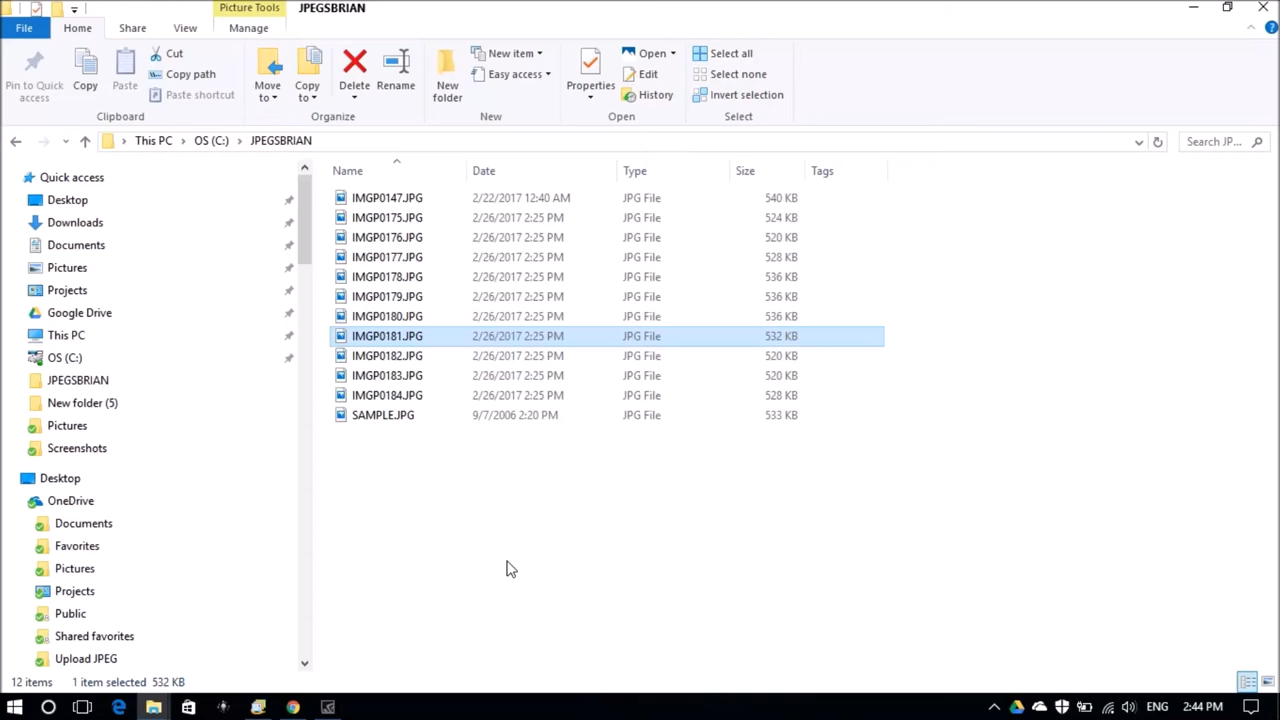 Picture Tools JPEGSBRIAN
File Home Share View Manage
Pin to Quick access
Copy
Paste
Cut
Copy path
Paste shortcut
Clipboard
Move to
Copy to
Delete
Rename
Organize
New folder
New item
Easy access
New
Properties
Open
Edit
History
Open
Select all
Select none
Invert selection
Select
This PC OS (C:) JPEGSBRIAN Search JP...
Quick access
Desktop
Downloads
Documents
Pictures
Projects
Google Drive
This PC
OS (C:)
JPEGSBRIAN
New folder (5)
Pictures
Screenshots
Desktop
OneDrive
Documents
Favorites
Pictures
Projects
Public
Shared favorites
Upload JPEG
Name Date Type Size Tags
IMGP0147.JPG 2/22/2017 12:40 AM JPG File 540 KB
IMGP0175.JPG 2/26/2017 2:25 PM JPG File 524 KB
IMGP0176.JPG 2/26/2017 2:25 PM JPG File 520 KB
IMGP0177.JPG 2/26/2017 2:25 PM JPG File 528 KB
IMGP0178.JPG 2/26/2017 2:25 PM JPG File 536 KB
IMGP0179.JPG 2/26/2017 2:25 PM JPG File 536 KB
IMGP0180.JPG 2/26/2017 2:25 PM JPG File 536 KB
IMGP0181.JPG 2/26/2017 2:25 PM JPG File 532 KB
IMGP0182.JPG 2/26/2017 2:25 PM JPG File 520 KB
IMGP0183.JPG 2/26/2017 2:25 PM JPG File 520 KB
IMGP0184.JPG 2/26/2017 2:25 PM JPG File 528 KB
SAMPLE.JPG 9/7/2006 2:20 PM JPG File 533 KB
12 items 1 item selected 532 KB
ENG 2:44 PM